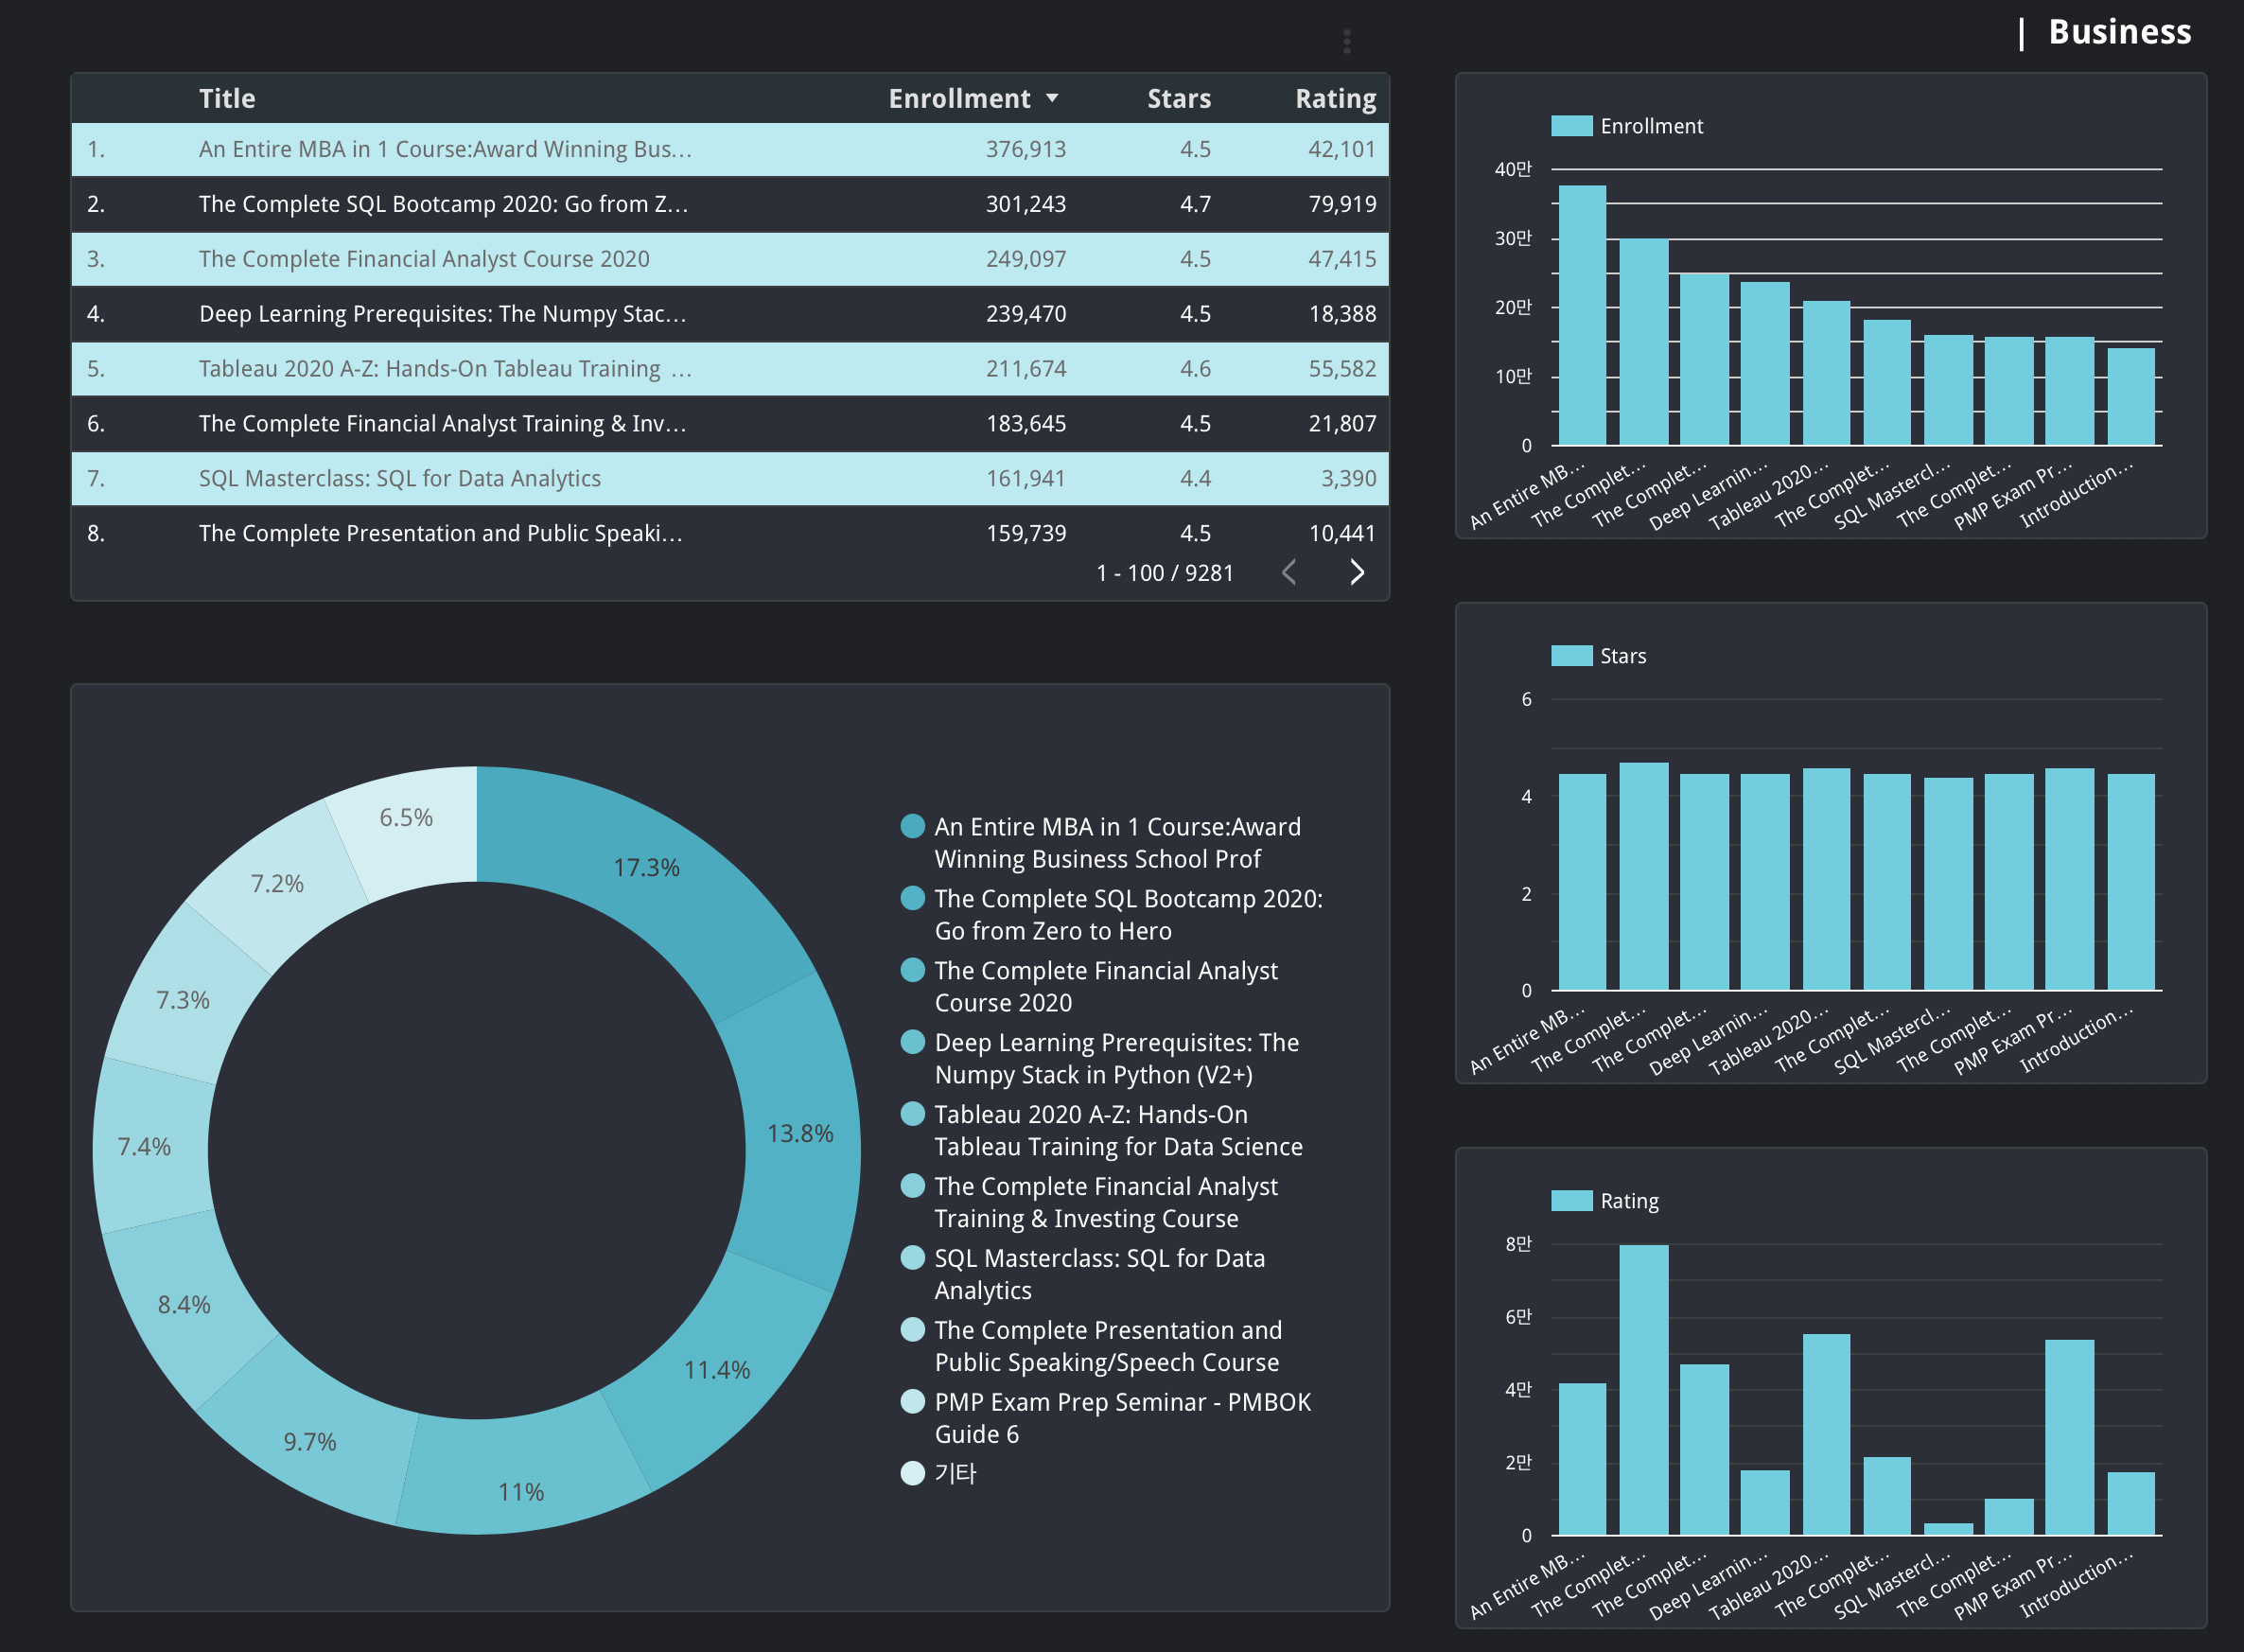 | Business
Title Enrollment Stars Rating
1. An Entire MBA in 1 Course:Award Winning Bus… 376,913 4.5 42,101
2. The Complete SQL Bootcamp 2020: Go from Z… 301,243 4.7 79,919
3. The Complete Financial Analyst Course 2020 249,097 4.5 47,415
4. Deep Learning Prerequisites: The Numpy Stac… 239,470 4.5 18,388
5. Tableau 2020 A-Z: Hands-On Tableau Training … 211,674 4.6 55,582
6. The Complete Financial Analyst Training & Inv… 183,645 4.5 21,807
7. SQL Masterclass: SQL for Data Analytics 161,941 4.4 3,390
8. The Complete Presentation and Public Speaki… 159,739 4.5 10,441
1 - 100 / 9281
Enrollment
40만
30만
20만
10만
0
An Entire MB…
The Complet…
The Complet…
Deep Learnin…
Tableau 2020…
The Complet…
SQL Mastercl…
The Complet…
PMP Exam Pr…
Introduction…
17.3%
13.8%
11.4%
11%
9.7%
8.4%
7.4%
7.3%
7.2%
6.5%
An Entire MBA in 1 Course:Award
Winning Business School Prof
The Complete SQL Bootcamp 2020:
Go from Zero to Hero
The Complete Financial Analyst
Course 2020
Deep Learning Prerequisites: The
Numpy Stack in Python (V2+)
Tableau 2020 A-Z: Hands-On
Tableau Training for Data Science
The Complete Financial Analyst
Training & Investing Course
SQL Masterclass: SQL for Data
Analytics
The Complete Presentation and
Public Speaking/Speech Course
PMP Exam Prep Seminar - PMBOK
Guide 6
기타
Stars
6
4
2
0
An Entire MB…
The Complet…
The Complet…
Deep Learnin…
Tableau 2020…
The Complet…
SQL Mastercl…
The Complet…
PMP Exam Pr…
Introduction…
Rating
8만
6만
4만
2만
0
An Entire MB…
The Complet…
The Complet…
Deep Learnin…
Tableau 2020…
The Complet…
SQL Mastercl…
The Complet…
PMP Exam Pr…
Introduction…